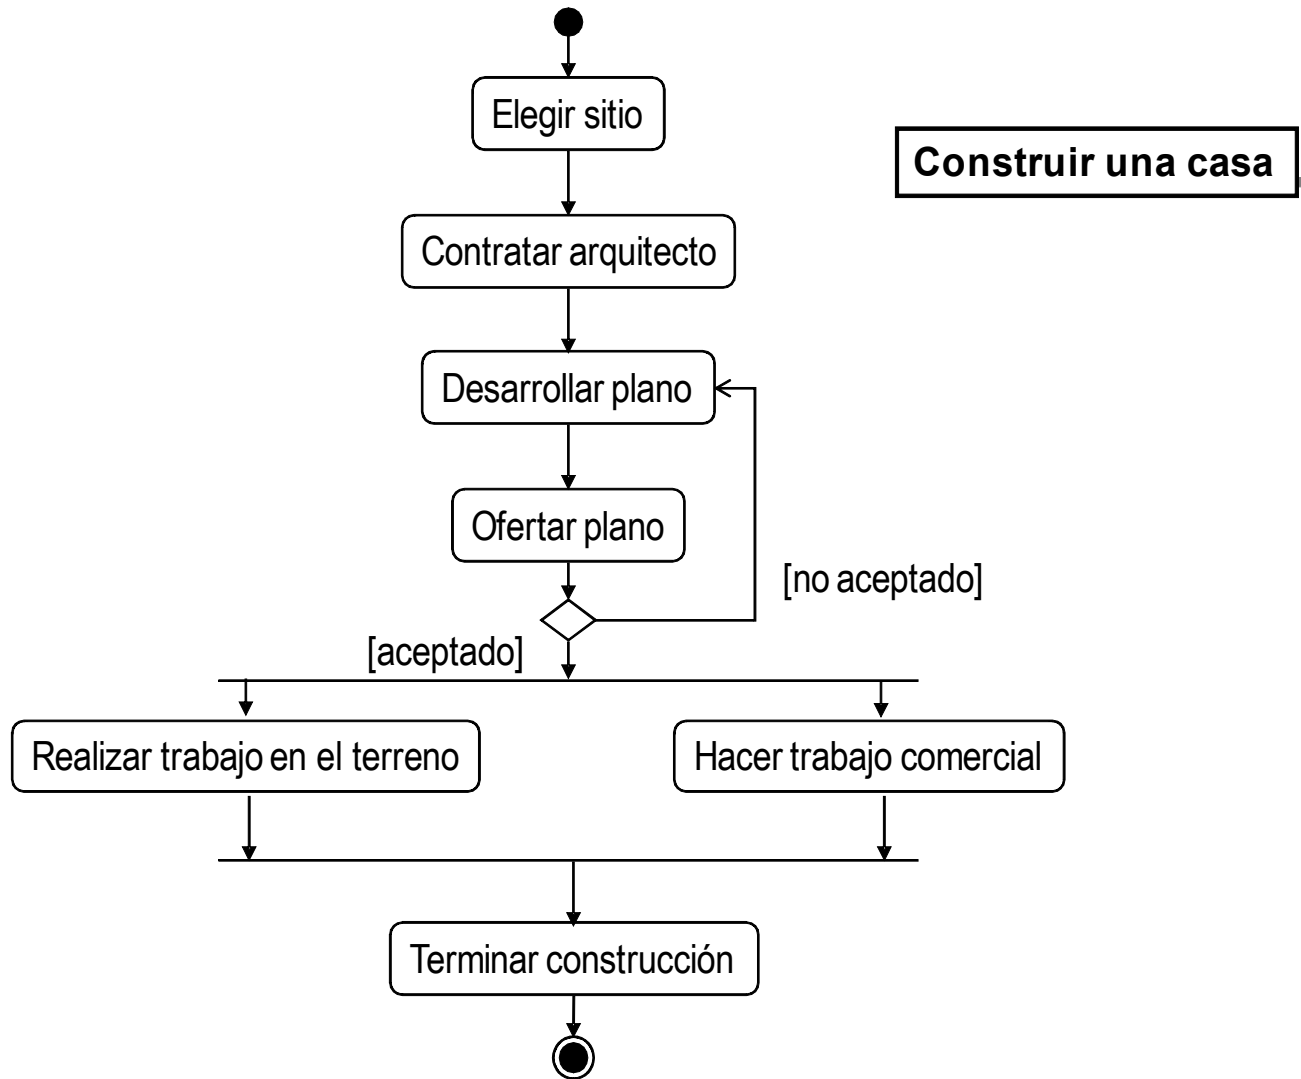 Elegir sitio
Construir una casa
Contratar arquitecto
Desarrollar plano
Ofertar plano
[no aceptado]
[aceptado]
Realizar trabajo en el terreno
Hacer trabajo comercial
Terminar construcción